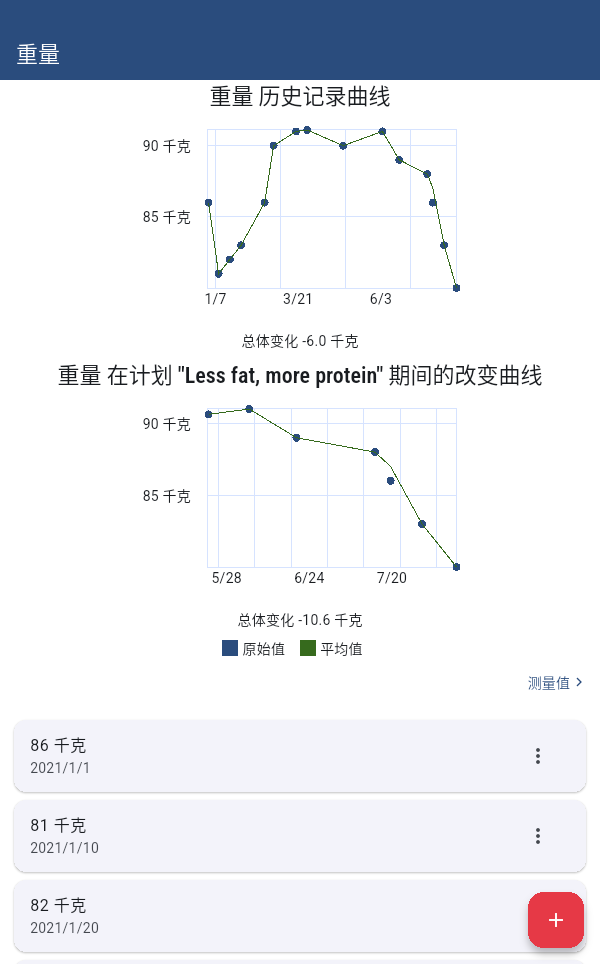 重量
重量 历史记录曲线
90 千克
85 千克
1/7 3/21 6/3
总体变化 -6.0 千克
重量 在计划 "Less fat, more protein" 期间的改变曲线
90 千克
85 千克
5/28 6/24 7/20
总体变化 -10.6 千克
原始值 平均值
测量值
86 千克
2021/1/1
81 千克
2021/1/10
82 千克
2021/1/20